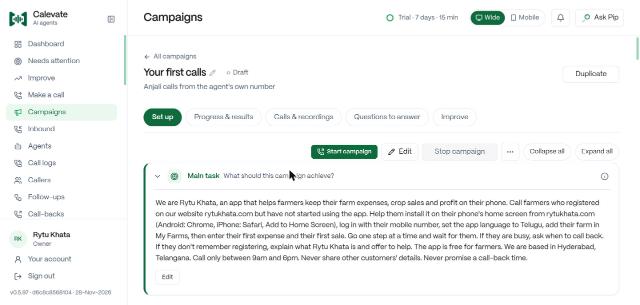 Calevate
AI agents
Campaigns
Trial · 7 days · 15 min
Wide
Mobile
Ask Pip
Dashboard
Needs attention
Improve
Make a call
Campaigns
Inbound
Agents
Call logs
Callers
Follow-ups
Call-backs
RK
Rytu Khata
Owner
Your account
Sign out
← All campaigns
Your first calls
Draft
Anjali calls from the agent's own number
Duplicate
Set up
Progress & results
Calls & recordings
Questions to answer
Improve
Start campaign
Edit
Stop campaign
...
Collapse all
Expand all
Main task
What should this campaign achieve?
We are Rytu Khata, an app that helps farmers keep their farm expenses, crop sales and profit on their phone. Call farmers who registered
on our website rytukhata.com but have not started using the app. Help them install it on their phone's home screen from rytukhata.com
(Android: Chrome, iPhone: Safari, Add to Home Screen), log in with their mobile number, set the app language to Telugu, add their farm in
My Farms, then enter their first expense and their first sale. Go one step at a time and wait for them. If they are busy, ask when to call back.
If they don't remember registering, explain what Rytu Khata is and offer to help. The app is free for farmers. We are based in Hyderabad,
Telangana. Call only between 9am and 6pm. Never share other customers' details. Never promise a call-back time.
Edit